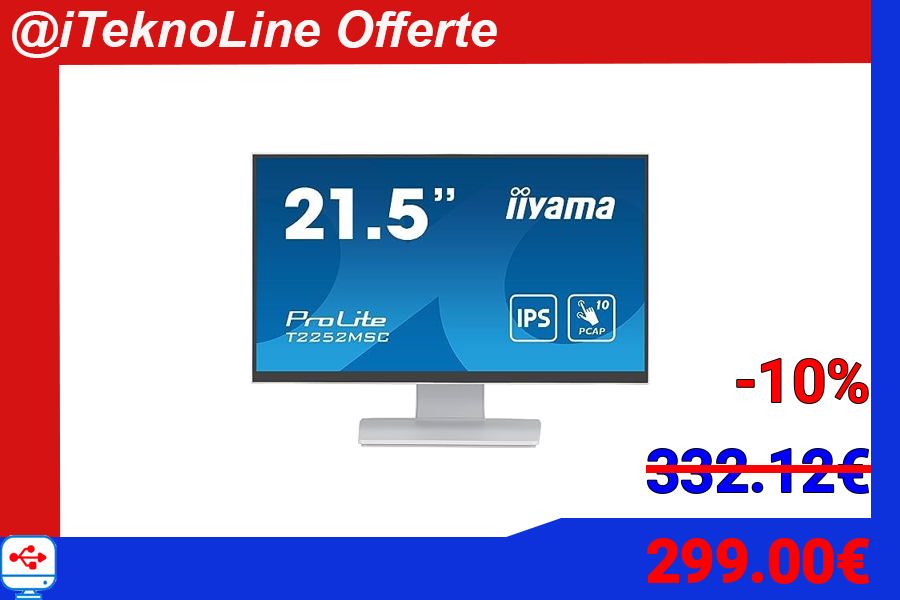 @iTeknoLine Offerte
21.5”
iiyama
ProLite
T2252MSC
IPS
10
PCAP
-10%
332.12€
299.00€